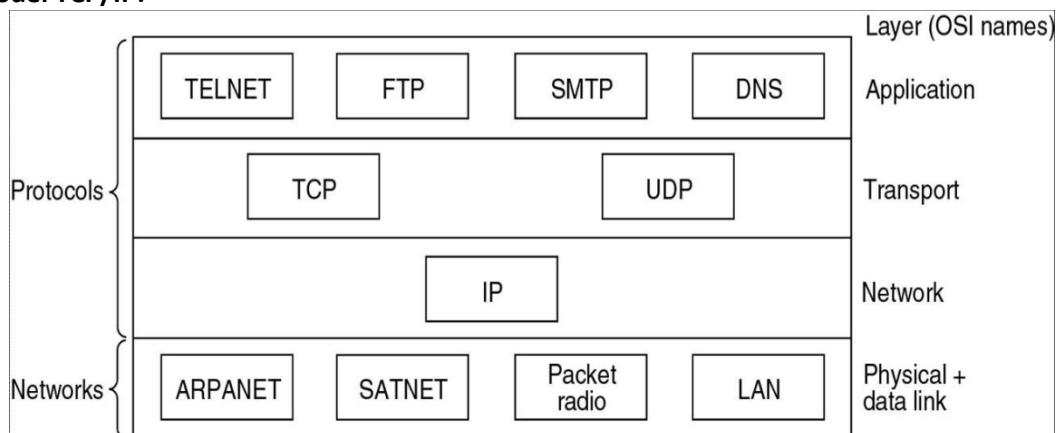 Layer (OSI names)
TELNET FTP SMTP DNS Application
Protocols TCP UDP Transport
IP Network
Networks ARPANET SATNET Packet radio LAN Physical + data link